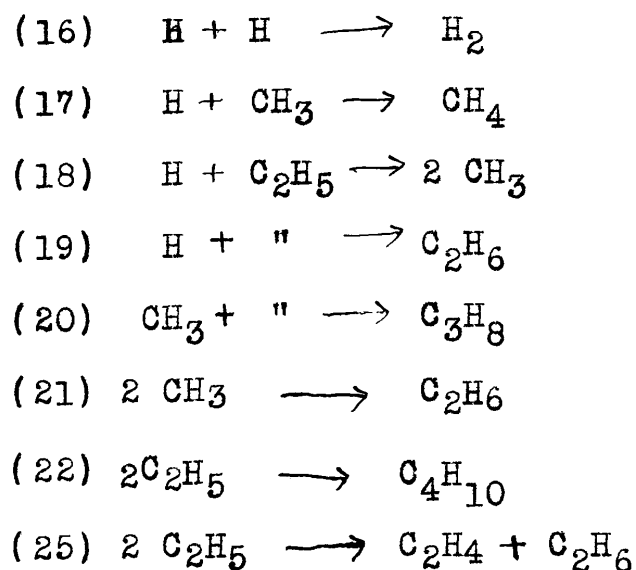 (16) H + H → H2
(17) H + CH3 → CH4
(18) H + C2H5 → 2 CH3
(19) H + " → C2H6
(20) CH3 + " → C3H8
(21) 2 CH3 → C2H6
(22) 2C2H5 → C4H10
(25) 2 C2H5 → C2H4 + C2H6